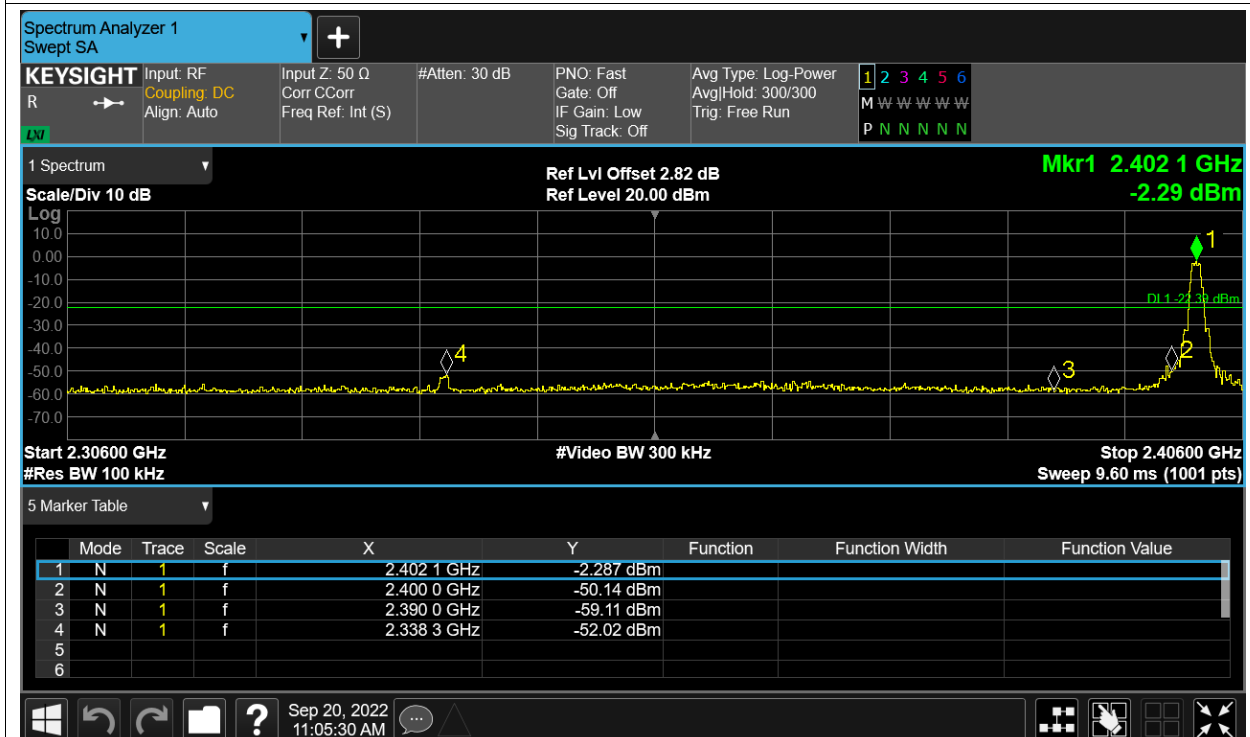 Spectrum Analyzer 1
Swept SA
KEYSIGHT
R
LXI
Input: RF
Coupling: DC
Align: Auto
Input Z: 50 Ω
Corr CCorr
Freq Ref: Int (S)
#Atten: 30 dB
PNO: Fast
Gate: Off
IF Gain: Low
Sig Track: Off
Avg Type: Log-Power
Avg|Hold: 300/300
Trig: Free Run
1 2 3 4 5 6
M W W W W W
P N N N N N
1 Spectrum
Scale/Div 10 dB
Ref Lvl Offset 2.82 dB
Ref Level 20.00 dBm
Mkr1 2.402 1 GHz
-2.29 dBm
Log
10.0
0.00
-10.0
-20.0
-30.0
-40.0
-50.0
-60.0
-70.0
1
DL1 -22.39 dBm
2
3
4
Start 2.30600 GHz
#Video BW 300 kHz
Stop 2.40600 GHz
#Res BW 100 kHz
Sweep 9.60 ms (1001 pts)
5 Marker Table
Mode Trace Scale X Y Function Function Width Function Value
1 N 1 f 2.402 1 GHz -2.287 dBm
2 N 1 f 2.400 0 GHz -50.14 dBm
3 N 1 f 2.390 0 GHz -59.11 dBm
4 N 1 f 2.338 3 GHz -52.02 dBm
5
6
?
Sep 20, 2022
11:05:30 AM